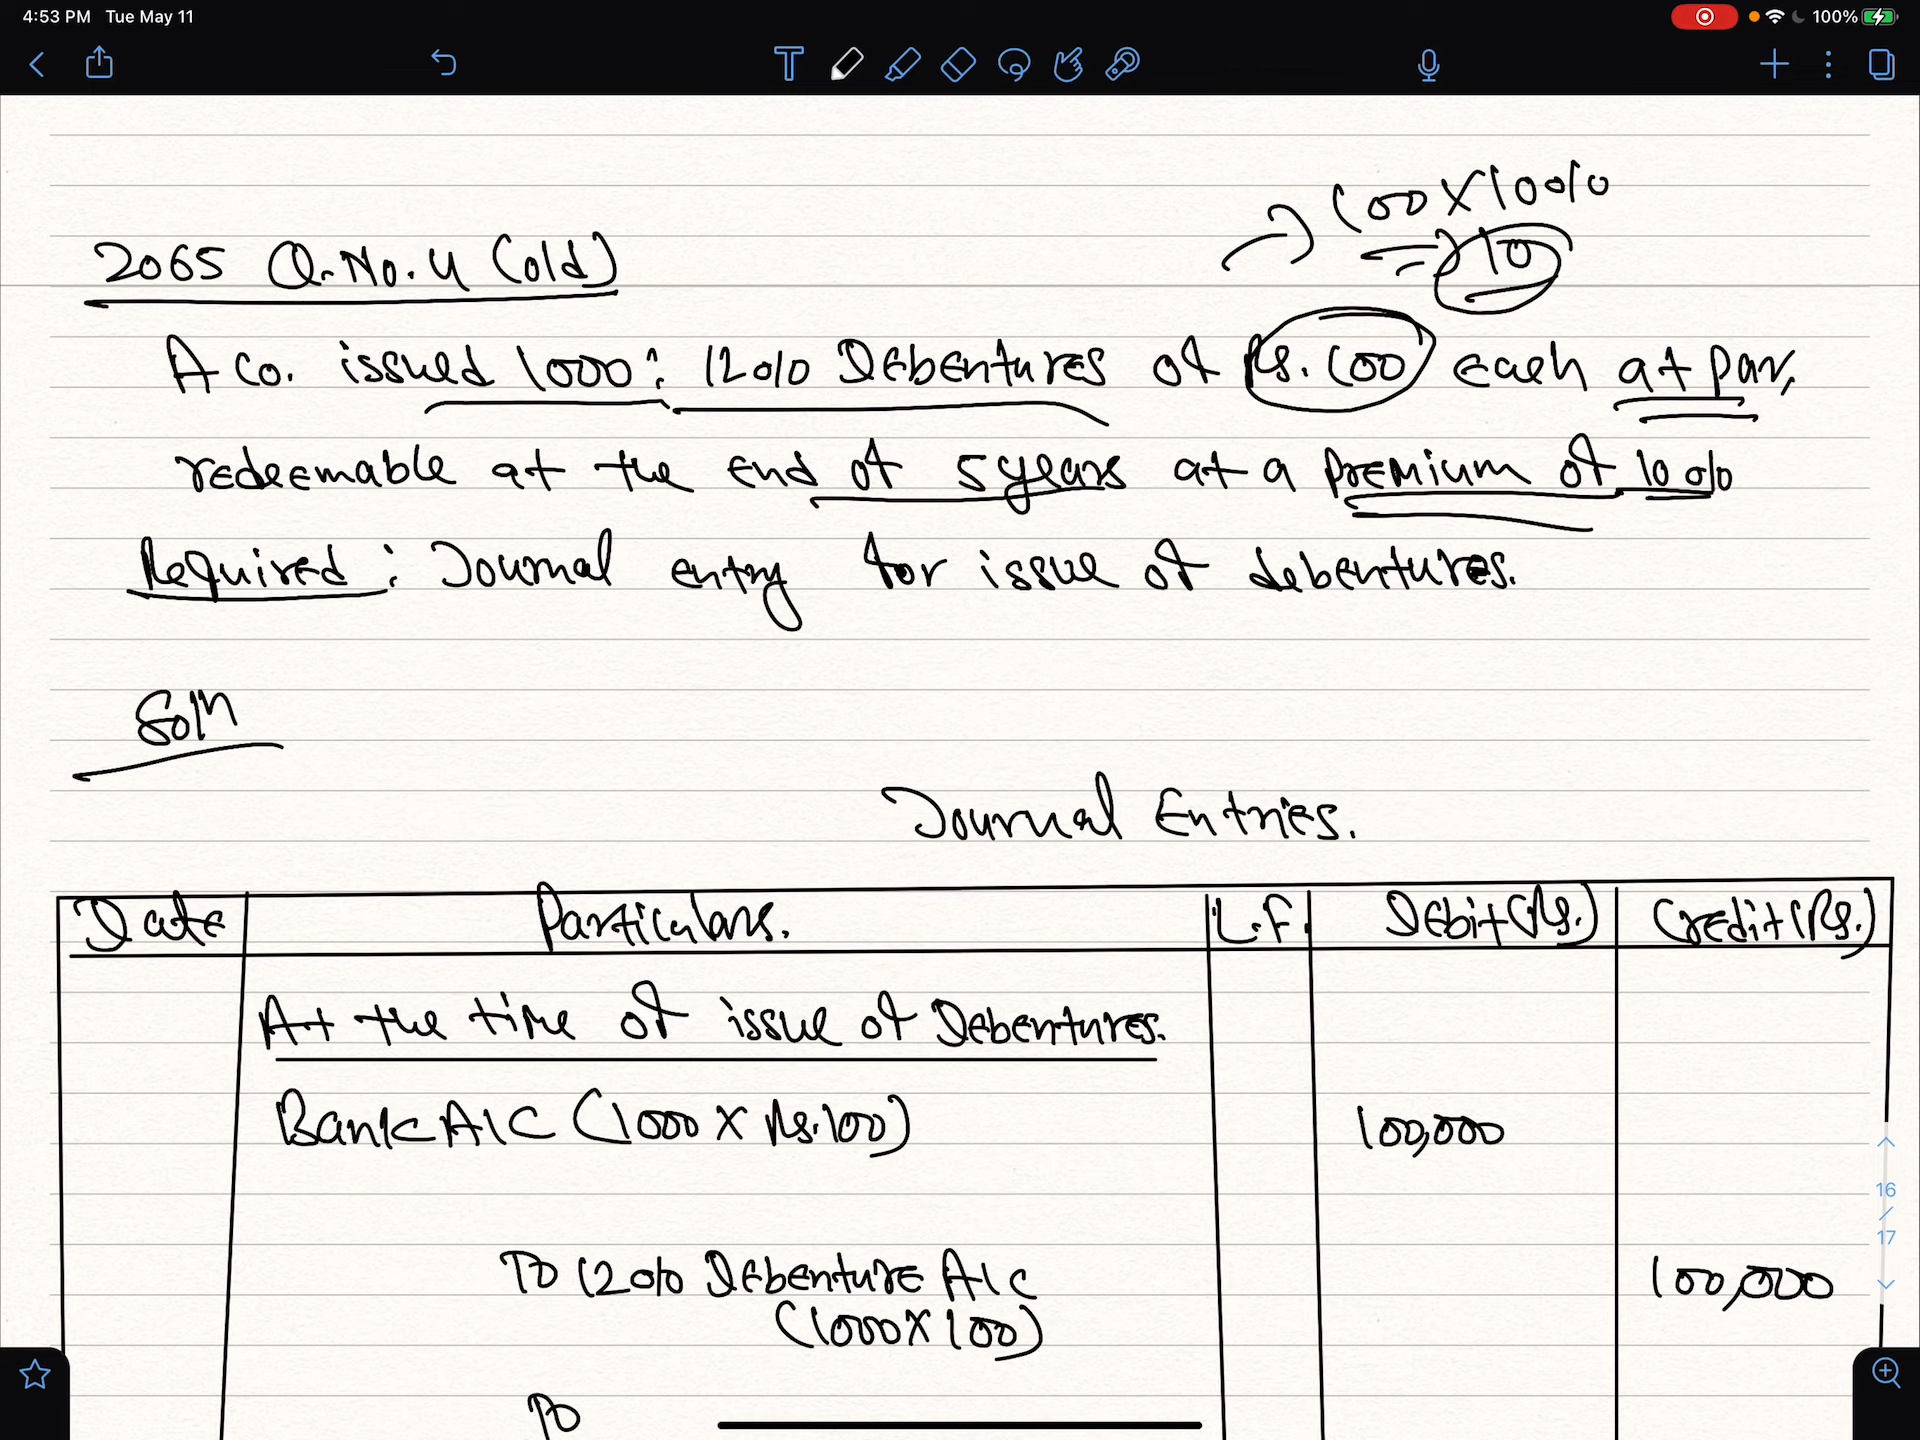 4:53 PM Tue May 11
100%
100 X 10%
=> 10
2065 Q.No.4 (old)
A Co. issued 1000; 12% Debentures of Rs. 100 each at par,
redeemable at the end of 5 years at a premium of 10%
Required: Journal entry for issue of debentures.
Soln
Journal Entries.
Date Particulars. L.F. Debit (Rs.) Credit (Rs.)
At the time of issue of Debentures.
Bank A/C (1000 X Rs.100) 100,000
16
/
17
To 12% Debenture A/C 100,000
(1000 X 100)
To